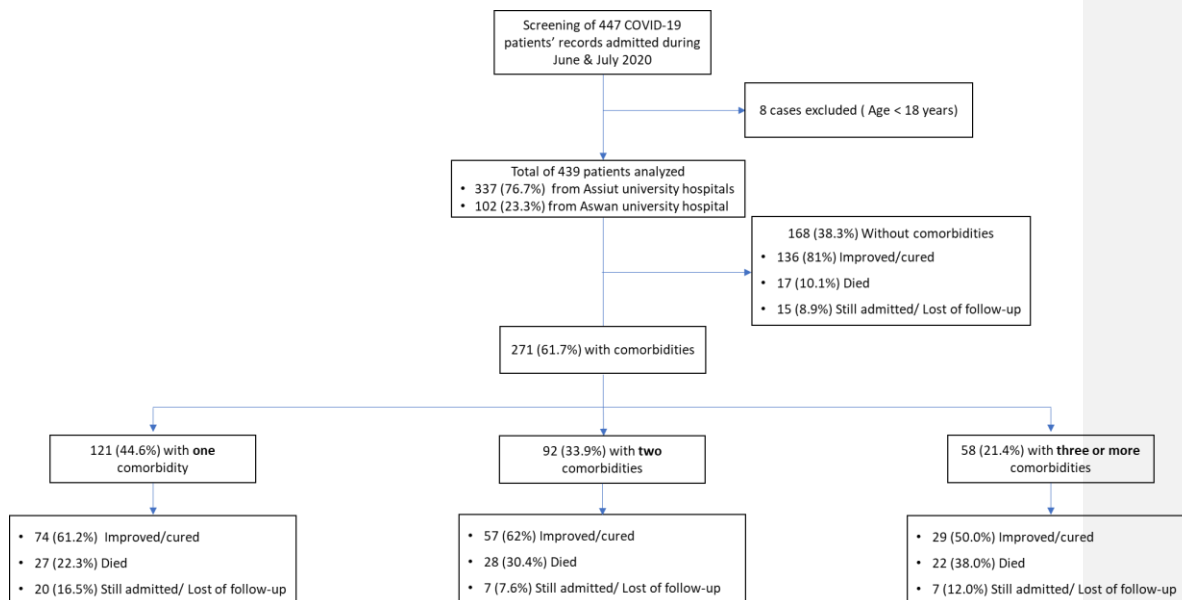 Screening of 447 COVID-19
patients' records admitted during
June & July 2020
8 cases excluded ( Age < 18 years)
Total of 439 patients analyzed
• 337 (76.7%) from Assiut university hospitals
• 102 (23.3%) from Aswan university hospital
168 (38.3%) Without comorbidities
• 136 (81%) Improved/cured
• 17 (10.1%) Died
• 15 (8.9%) Still admitted/ Lost of follow-up
271 (61.7%) with comorbidities
121 (44.6%) with one
comorbidity
92 (33.9%) with two
comorbidities
58 (21.4%) with three or more
comorbidities
• 74 (61.2%) Improved/cured
• 27 (22.3%) Died
• 20 (16.5%) Still admitted/ Lost of follow-up
• 57 (62%) Improved/cured
• 28 (30.4%) Died
• 7 (7.6%) Still admitted/ Lost of follow-up
• 29 (50.0%) Improved/cured
• 22 (38.0%) Died
• 7 (12.0%) Still admitted/ Lost of follow-up